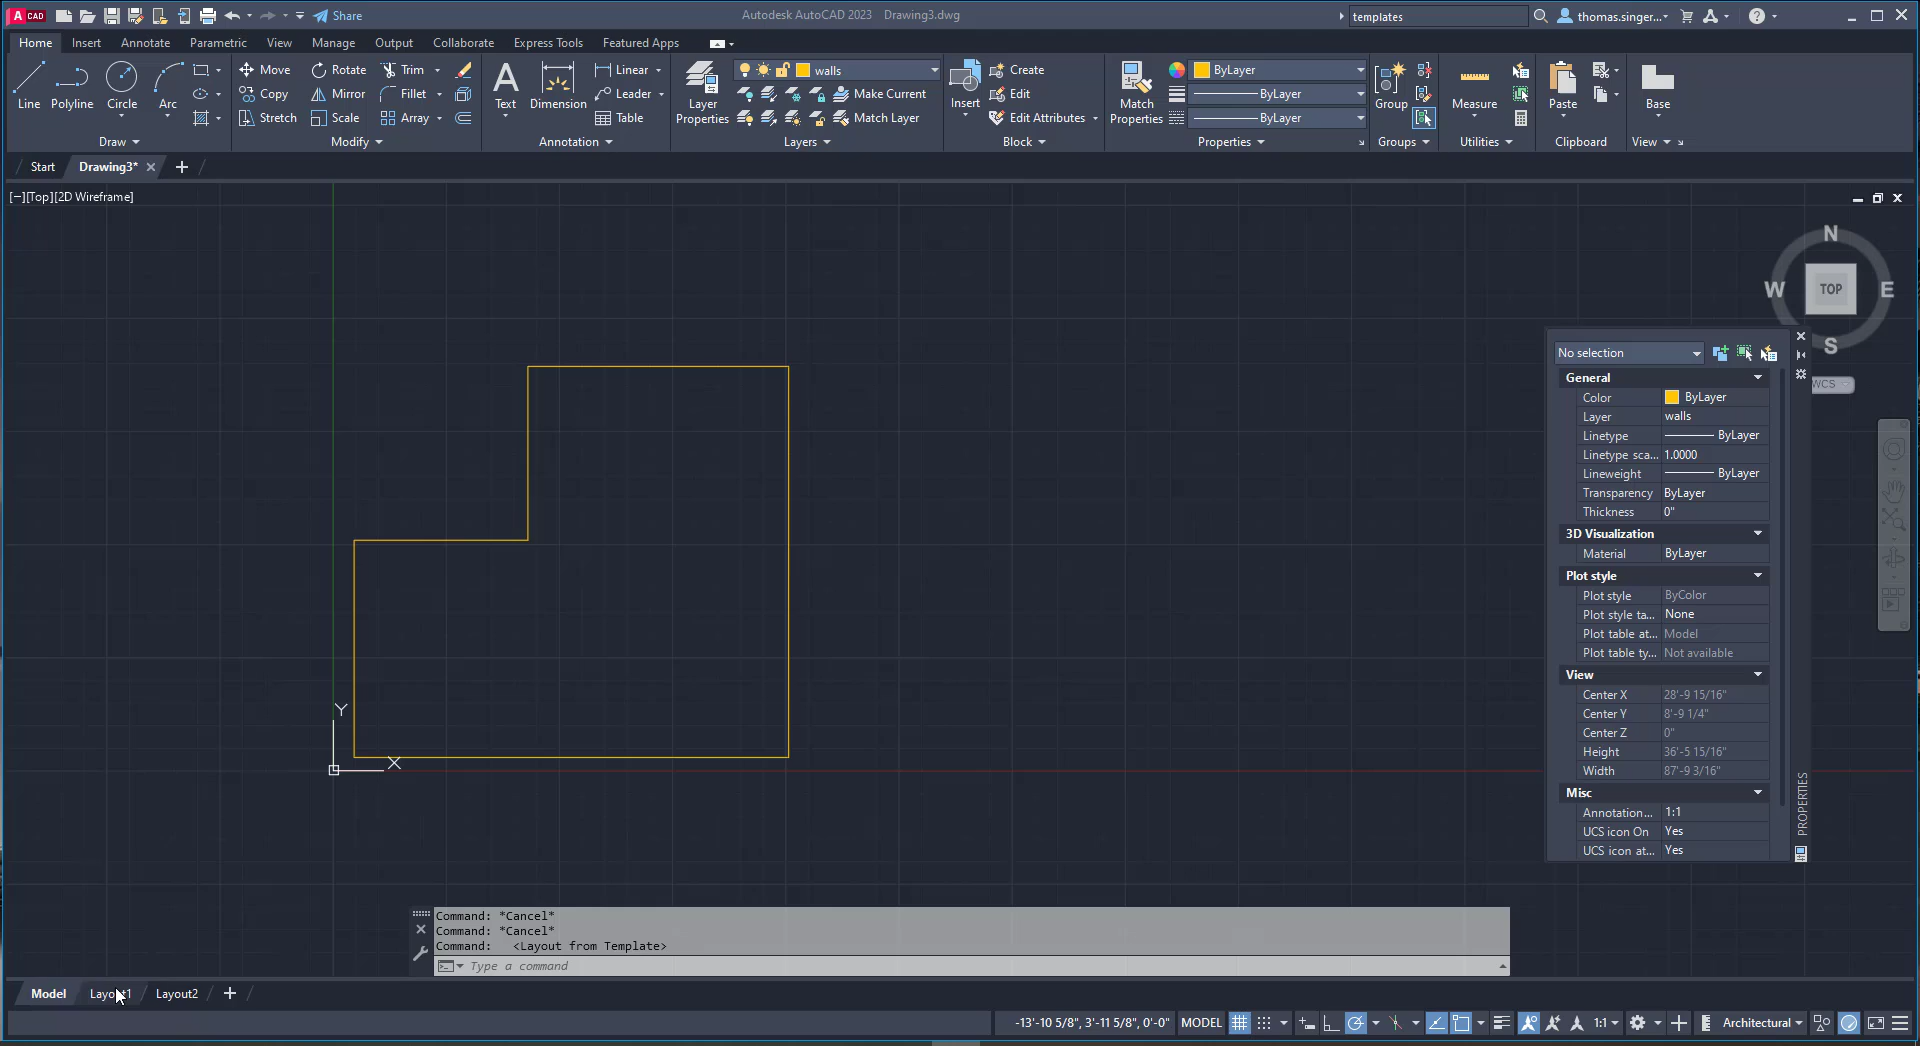 A CAD Share Autodesk AutoCAD 2023 Drawing3.dwg templates thomas.singer...
Home Insert Annotate Parametric View Manage Output Collaborate Express Tools Featured Apps
Line Polyline Circle Arc
Move Rotate Trim
Copy Mirror Fillet
Stretch Scale Array
Text Dimension
Linear
Leader
Table
Layer Properties
walls
Make Current
Match Layer
Insert
Create
Edit
Edit Attributes
Match Properties
ByLayer
ByLayer
ByLayer
Group Measure Paste Base
Draw Modify Annotation Layers Block Properties Groups Utilities Clipboard View
Start Drawing3* +
[−][Top][2D Wireframe]
N
W TOP E
S
WCS
No selection
General
Color ByLayer
Layer walls
Linetype ByLayer
Linetype sca... 1.0000
Lineweight ByLayer
Transparency ByLayer
Thickness 0"
3D Visualization
Material ByLayer
Plot style
Plot style ByColor
Plot style ta... None
Plot table at... Model
Plot table ty... Not available
View
Center X 28'-9 15/16"
Center Y 8'-9 1/4"
Center Z 0"
Height 36'-5 15/16"
Width 87'-9 3/16"
Misc
Annotation... 1:1
UCS icon On Yes
UCS icon at... Yes
PROPERTIES
Y
X
Command: *Cancel*
Command: *Cancel*
Command: <Layout from Template>
Type a command
Model Layout1 Layout2 +
-13'-10 5/8", 3'-11 5/8", 0'-0" MODEL 1:1 Architectural